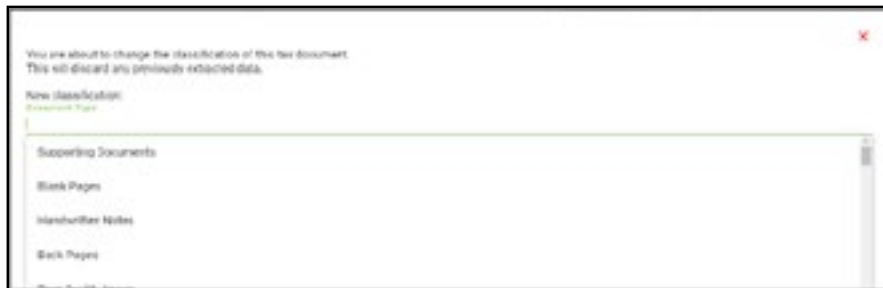 You are about to change the classification of this tax document.
This will discard any previously extracted data.
New classification:
Document Type
Supporting Documents
Blank Pages
Handwritten Notes
Back Pages